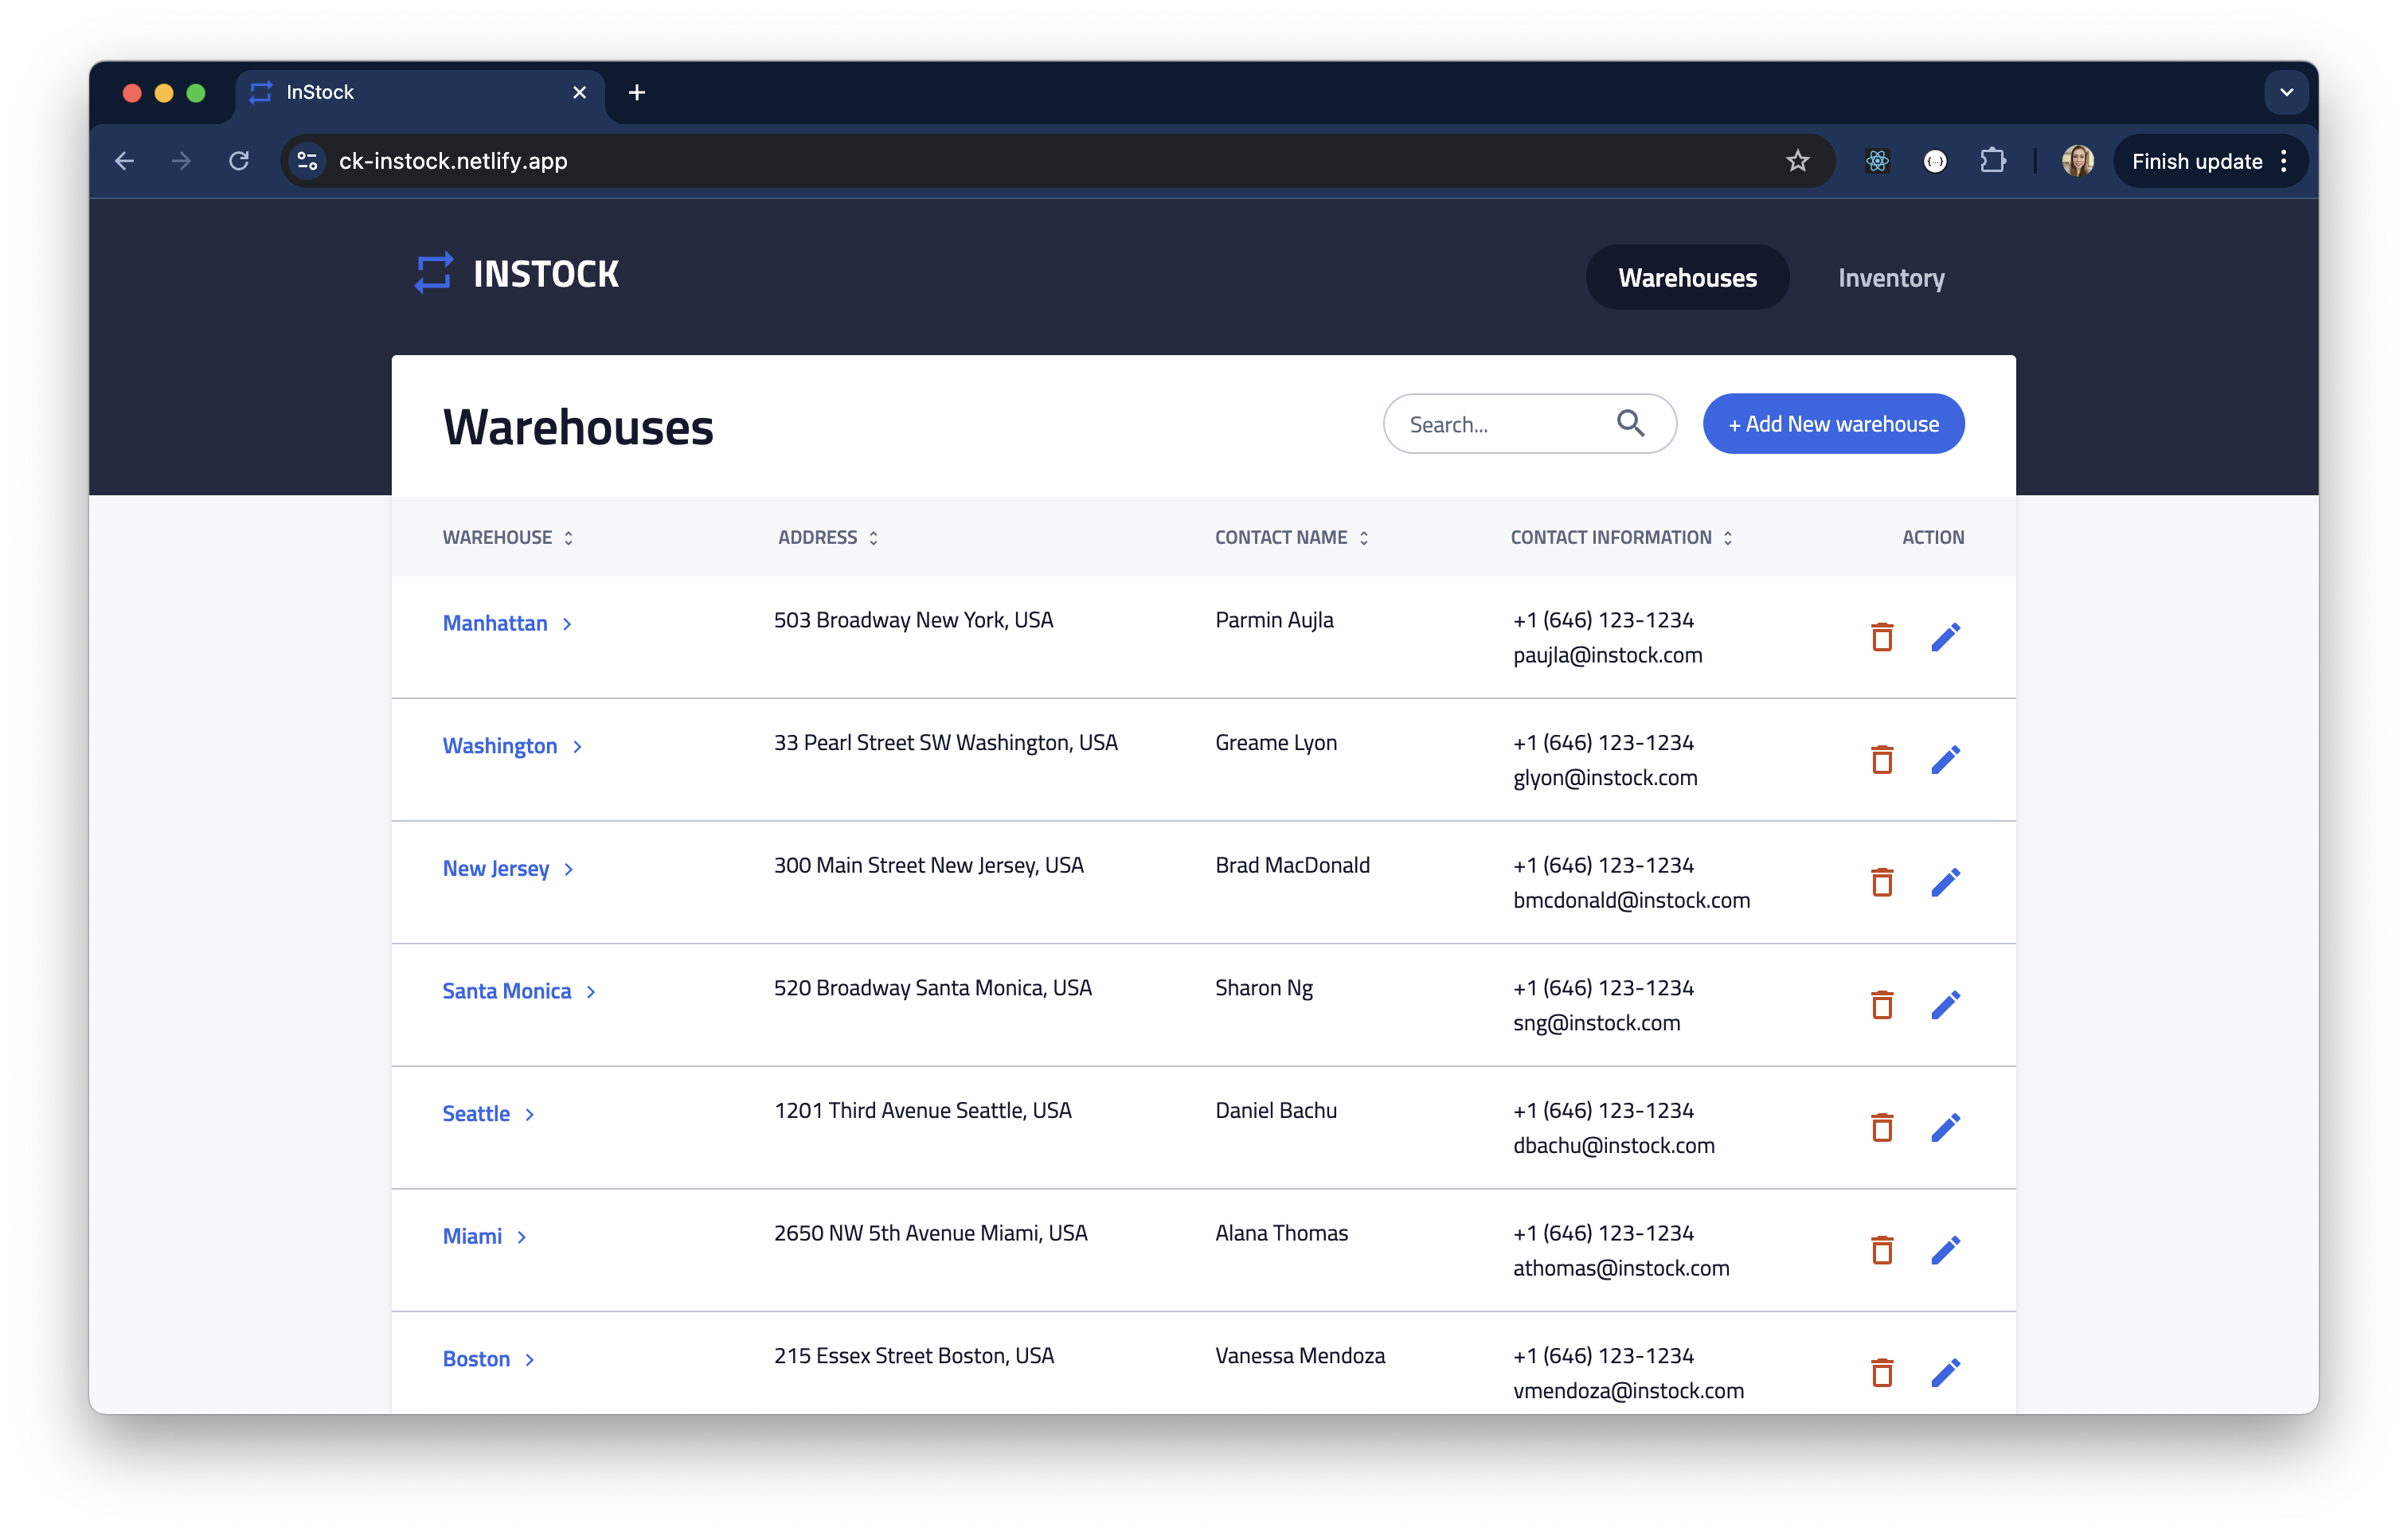 InStock
ck-instock.netlify.app
Finish update
INSTOCK
Warehouses
Inventory
Warehouses
Search...
+ Add New warehouse
WAREHOUSE
ADDRESS
CONTACT NAME
CONTACT INFORMATION
ACTION
Manhattan
503 Broadway New York, USA
Parmin Aujla
+1 (646) 123-1234
paujla@instock.com
Washington
33 Pearl Street SW Washington, USA
Greame Lyon
+1 (646) 123-1234
glyon@instock.com
New Jersey
300 Main Street New Jersey, USA
Brad MacDonald
+1 (646) 123-1234
bmcdonald@instock.com
Santa Monica
520 Broadway Santa Monica, USA
Sharon Ng
+1 (646) 123-1234
sng@instock.com
Seattle
1201 Third Avenue Seattle, USA
Daniel Bachu
+1 (646) 123-1234
dbachu@instock.com
Miami
2650 NW 5th Avenue Miami, USA
Alana Thomas
+1 (646) 123-1234
athomas@instock.com
Boston
215 Essex Street Boston, USA
Vanessa Mendoza
+1 (646) 123-1234
vmendoza@instock.com